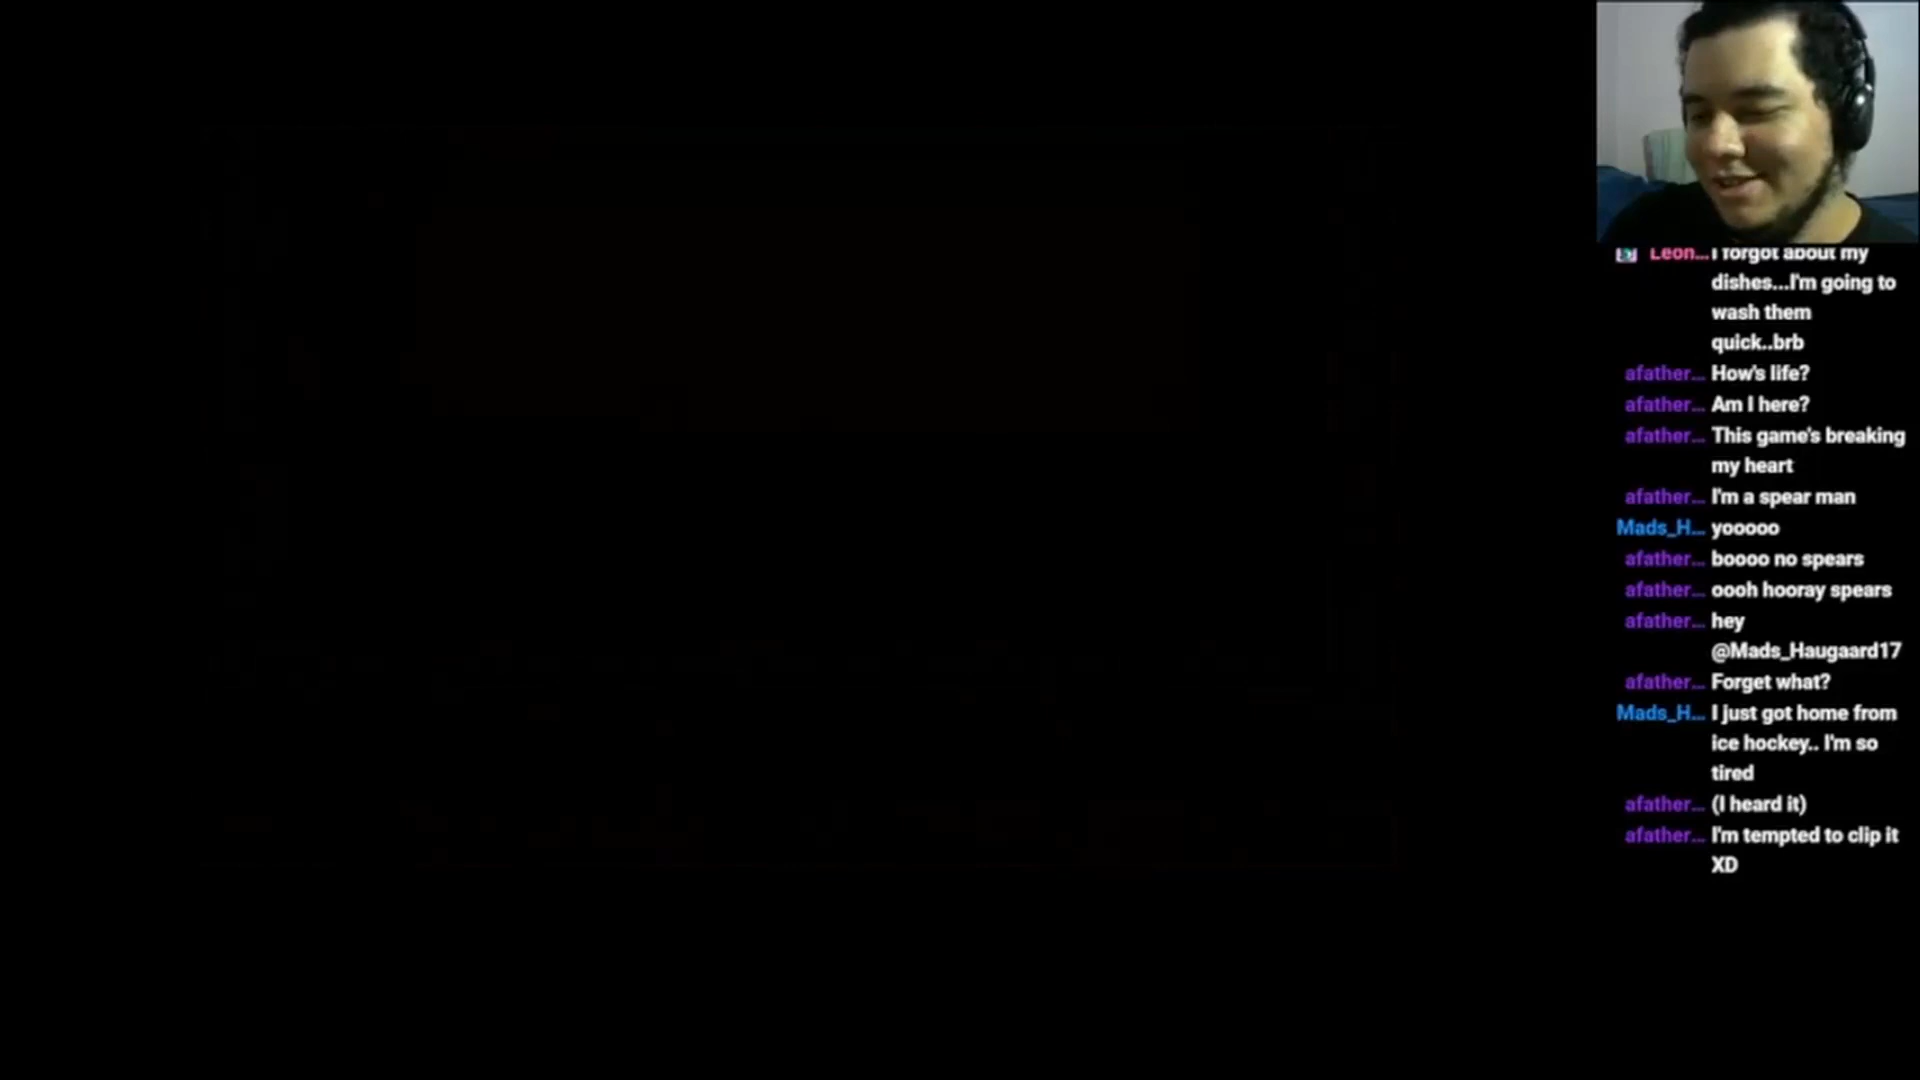 Leon... I forgot about my
dishes...I'm going to
wash them
quick..brb
afather... How's life?
afather... Am I here?
afather... This game's breaking
my heart
afather... I'm a spear man
Mads_H... yooooo
afather... boooo no spears
afather... oooh hooray spears
afather... hey
@Mads_Haugaard17
afather... Forget what?
Mads_H... I just got home from
ice hockey.. I'm so
tired
afather... (I heard it)
afather... I'm tempted to clip it
XD